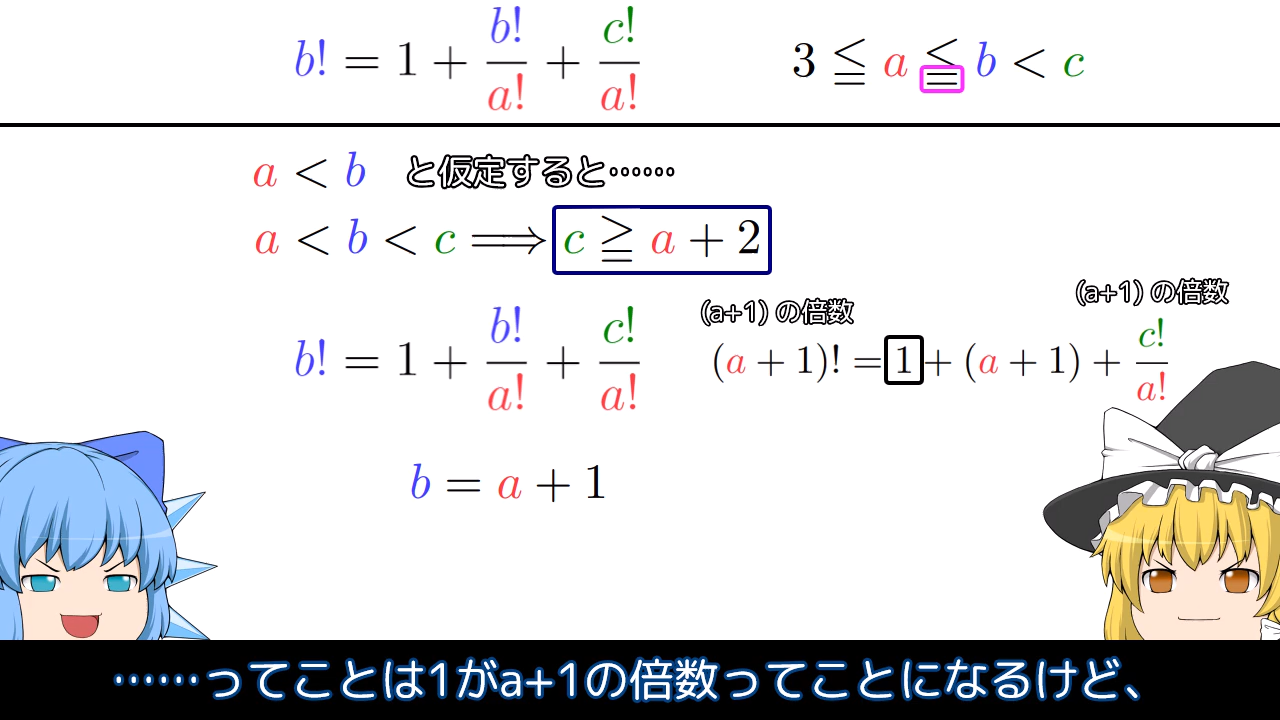 b! = 1 + b!/a! + c!/a!
3 ≦ a ≦ b < c
a < b と仮定すると……
a < b < c ⟹ c ≧ a + 2
(a+1) の倍数
(a+1) の倍数
b! = 1 + b!/a! + c!/a!
(a + 1)! = 1 + (a + 1) + c!/a!
b = a + 1
……ってことは1がa+1の倍数ってことになるけど、